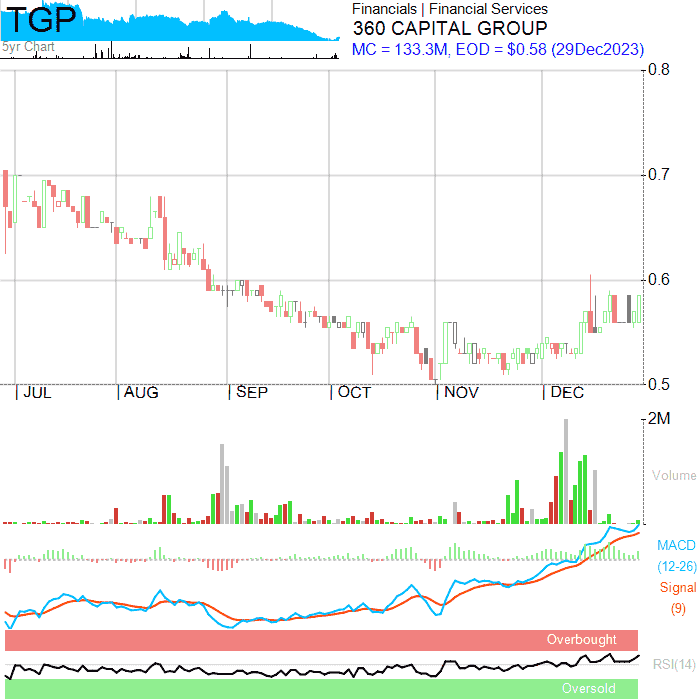 TGP
5yr Chart
Financials | Financial Services
360 CAPITAL GROUP
MC = 133.3M, EOD = $0.58 (29Dec2023)
0.8
0.7
0.6
0.5
JUL
AUG
SEP
OCT
NOV
DEC
2M
Volume
MACD
(12-26)
Signal
(9)
Overbought
RSI(14)
Oversold